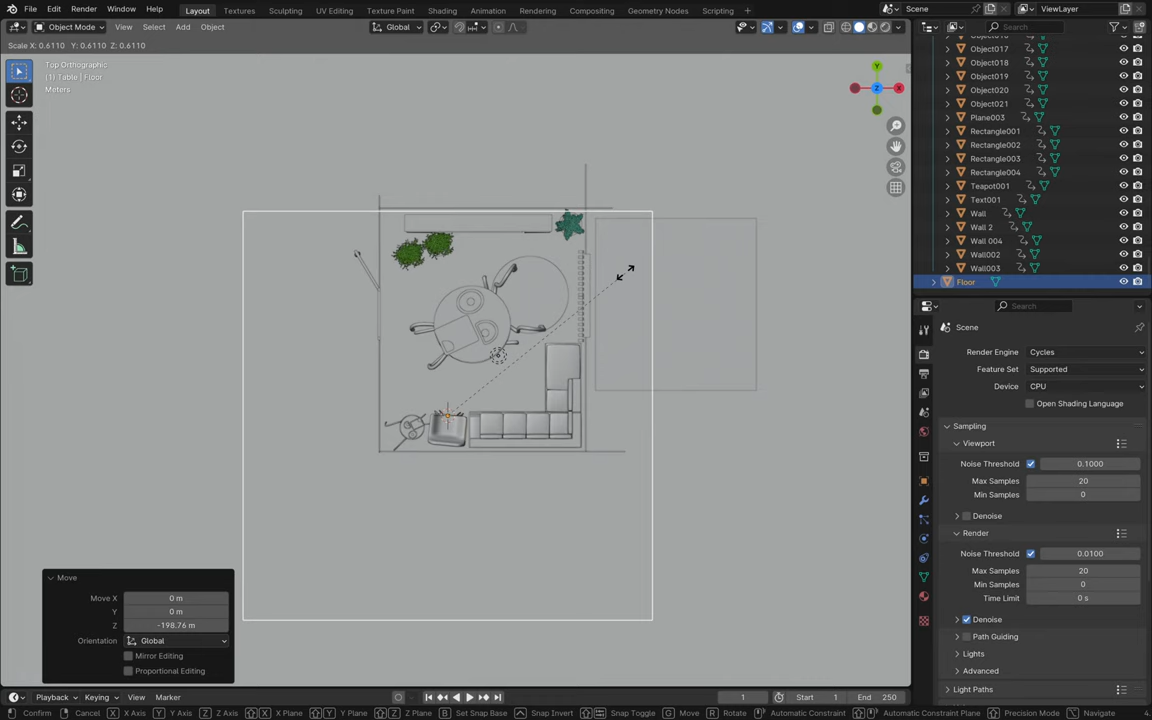 File Edit Render Window Help Layout Textures Sculpting UV Editing Texture Paint Shading Animation Rendering Compositing Geometry Nodes Scripting Scene ViewLayer
Object Mode View Select Add Object Global
Scale X: 0.6110 Y: 0.6110 Z: 0.6110
Top Orthographic
(1) Table | Floor
Meters
Y
Z
X
Object017
Object018
Object019
Object020
Object021
Plane003
Rectangle001
Rectangle002
Rectangle003
Rectangle004
Teapot001
Text001
Wall
Wall 2
Wall 004
Wall002
Wall003
Floor
Search
Scene
Render Engine Cycles
Feature Set Supported
Device CPU
Open Shading Language
Sampling
Viewport
Noise Threshold 0.1000
Max Samples 20
Min Samples 0
Denoise
Render
Noise Threshold 0.0100
Max Samples 20
Min Samples 0
Time Limit 0 s
Denoise
Path Guiding
Lights
Advanced
Light Paths
Move
Move X 0 m
Y 0 m
Z -198.76 m
Orientation Global
Mirror Editing
Proportional Editing
Playback Keying View Marker 1 Start 1 End 250
Confirm Cancel X X Axis Y Y Axis Z Z Axis X X Plane Y Y Plane Z Z Plane B Set Snap Base Snap Invert Snap Toggle G Move R Rotate Automatic Constraint Automatic Constraint Plane Precision Mode Navigate